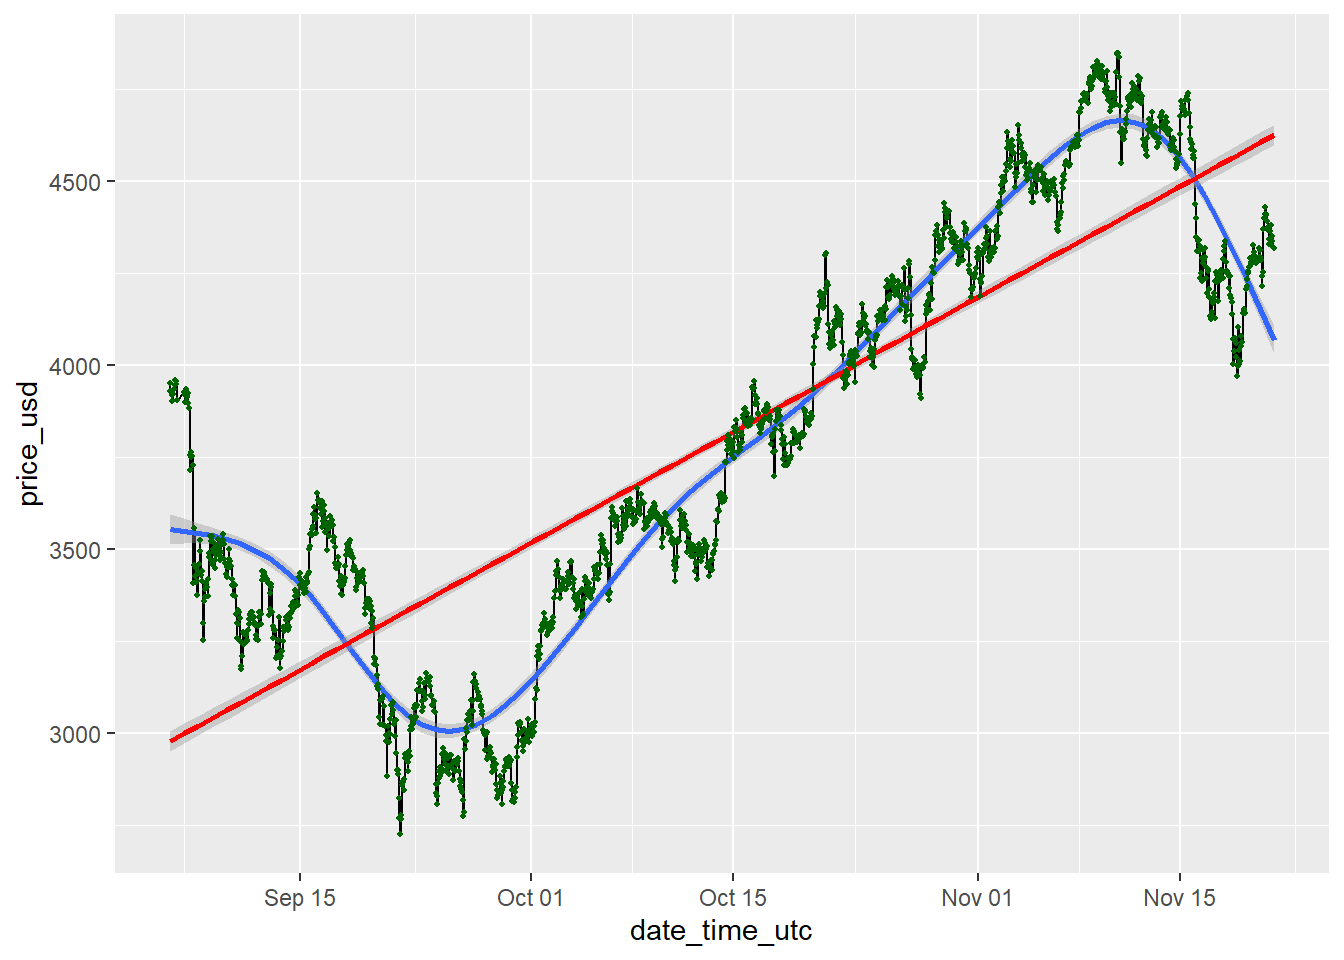 price_usd
4500
4000
3500
3000
Sep 15
Oct 01
Oct 15
Nov 01
Nov 15
date_time_utc